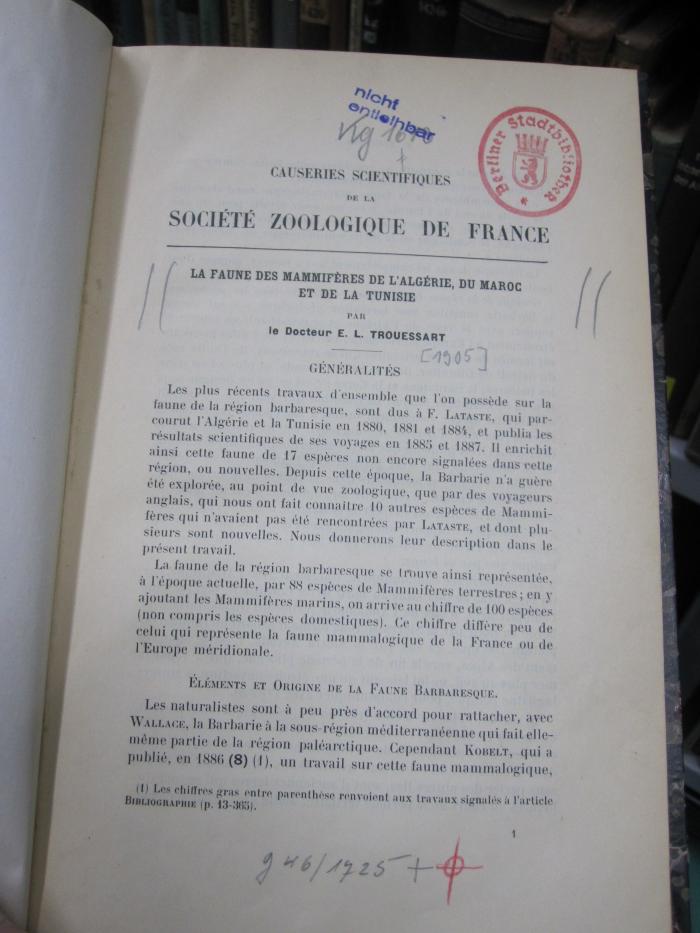 nicht
entleihbar
Berliner Stadtbibliothek
CAUSERIES SCIENTIFIQUES
DE LA
SOCIÉTÉ ZOOLOGIQUE DE FRANCE
LA FAUNE DES MAMMIFÈRES DE L'ALGÉRIE, DU MAROC
ET DE LA TUNISIE
PAR
le Docteur E. L. TROUESSART
[1905]
GÉNÉRALITÉS
Les plus récents travaux d'ensemble que l'on possède sur la
faune de la région barbaresque, sont dus à F. LATASTE, qui par-
courut l'Algérie et la Tunisie en 1880, 1881 et 1884, et publia les
résultats scientifiques de ses voyages en 1885 et 1887. Il enrichit
ainsi cette faune de 17 espèces non encore signalées dans cette
région, ou nouvelles. Depuis cette époque, la Barbarie n'a guère
été explorée, au point de vue zoologique, que par des voyageurs
anglais, qui nous ont fait connaitre 10 autres espèces de Mammi-
fères qui n'avaient pas été rencontrées par LATASTE, et dont plu-
sieurs sont nouvelles. Nous donnerons leur description dans le
présent travail.
La faune de la région barbaresque se trouve ainsi représentée,
à l'époque actuelle, par 88 espèces de Mammifères terrestres ; en y
ajoutant les Mammifères marins, on arrive au chiffre de 100 espèces
(non compris les espèces domestiques). Ce chiffre diffère peu de
celui qui représente la faune mammalogique de la France ou de
l'Europe méridionale.
ÉLÉMENTS ET ORIGINE DE LA FAUNE BARBARESQUE.
Les naturalistes sont à peu près d'accord pour rattacher, avec
WALLACE, la Barbarie à la sous-région méditerranéenne qui fait elle-
même partie de la région paléarctique. Cependant KOBELT, qui a
publié, en 1886 (8) (1), un travail sur cette faune mammalogique,
(1) Les chiffres gras entre parenthèse renvoient aux travaux signalés à l'article
BIBLIOGRAPHIE (p. 13-365).
1
g 46/1725 +